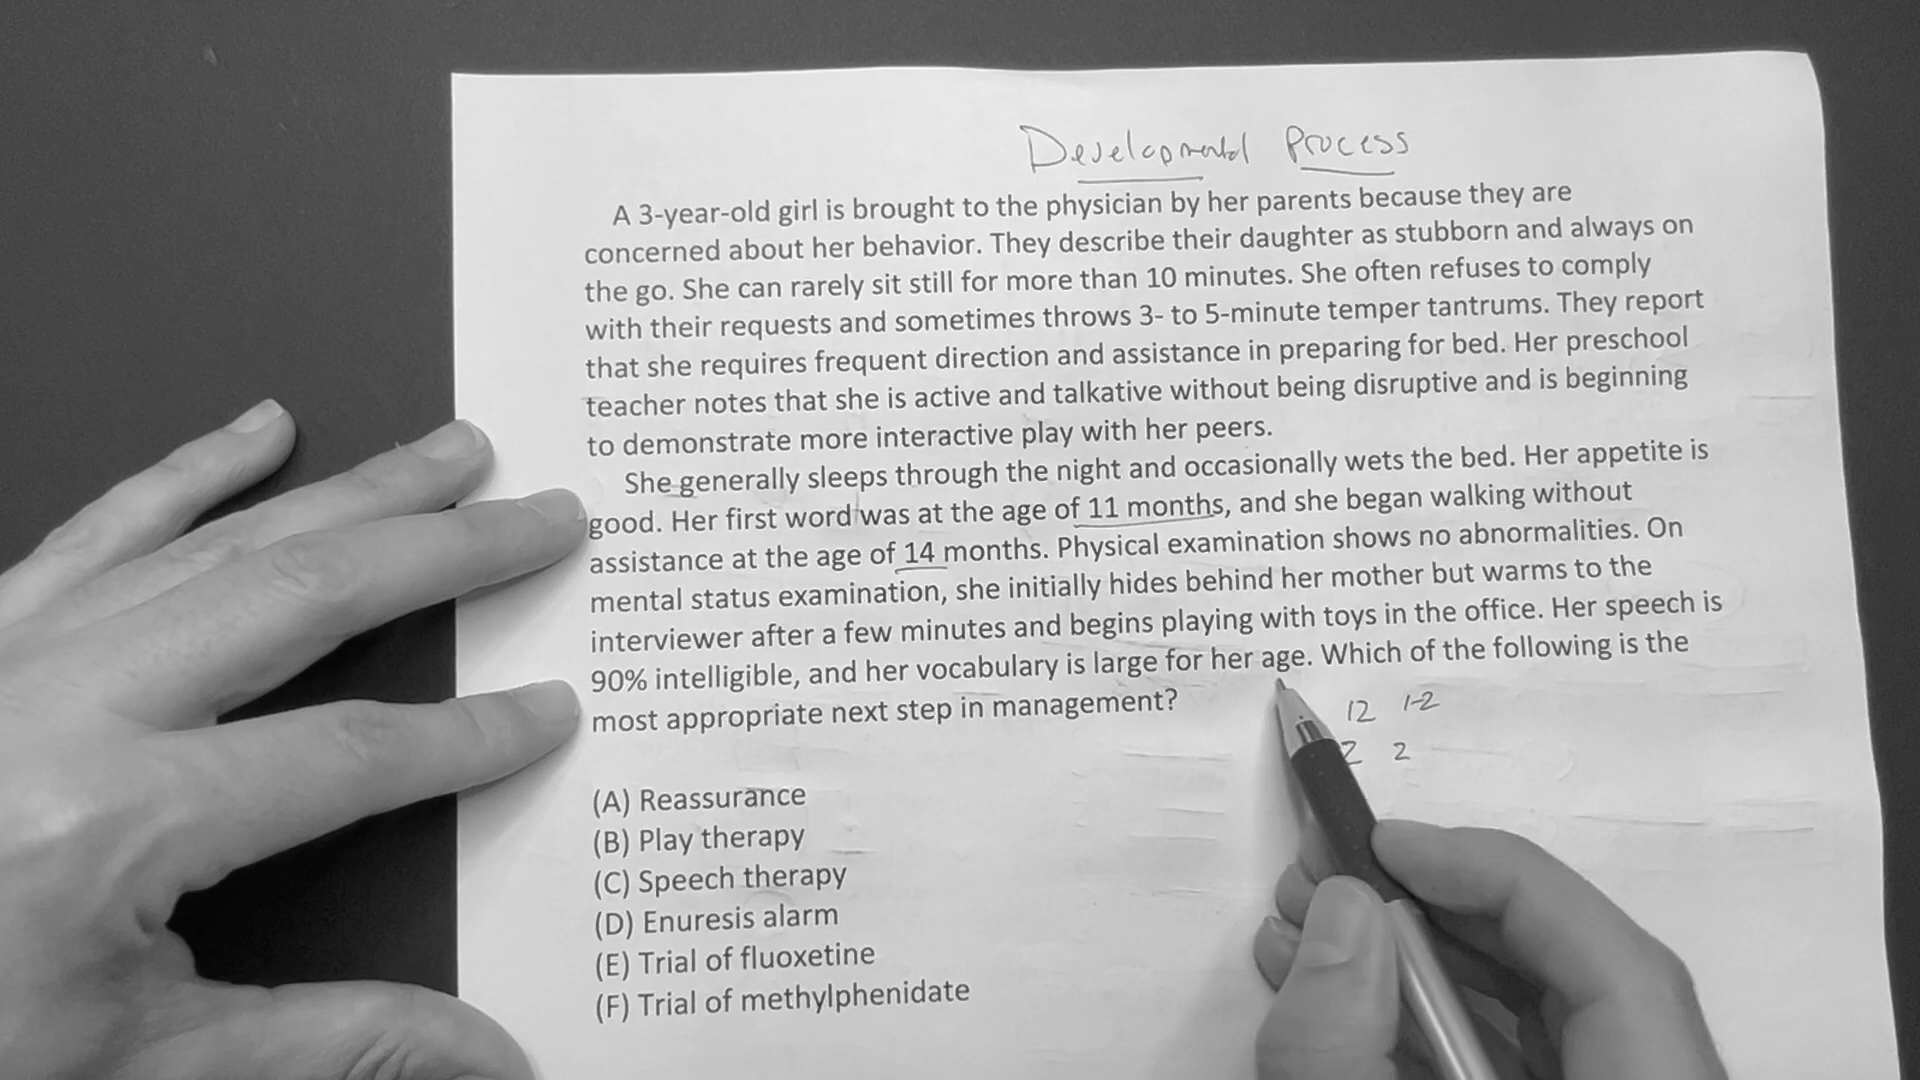 Developmental Process
A 3-year-old girl is brought to the physician by her parents because they are
concerned about her behavior. They describe their daughter as stubborn and always on
the go. She can rarely sit still for more than 10 minutes. She often refuses to comply
with their requests and sometimes throws 3- to 5-minute temper tantrums. They report
that she requires frequent direction and assistance in preparing for bed. Her preschool
teacher notes that she is active and talkative without being disruptive and is beginning
to demonstrate more interactive play with her peers.
She generally sleeps through the night and occasionally wets the bed. Her appetite is
good. Her first word was at the age of 11 months, and she began walking without
assistance at the age of 14 months. Physical examination shows no abnormalities. On
mental status examination, she initially hides behind her mother but warms to the
interviewer after a few minutes and begins playing with toys in the office. Her speech is
90% intelligible, and her vocabulary is large for her age. Which of the following is the
most appropriate next step in management?
12 1-2
2 2
(A) Reassurance
(B) Play therapy
(C) Speech therapy
(D) Enuresis alarm
(E) Trial of fluoxetine
(F) Trial of methylphenidate